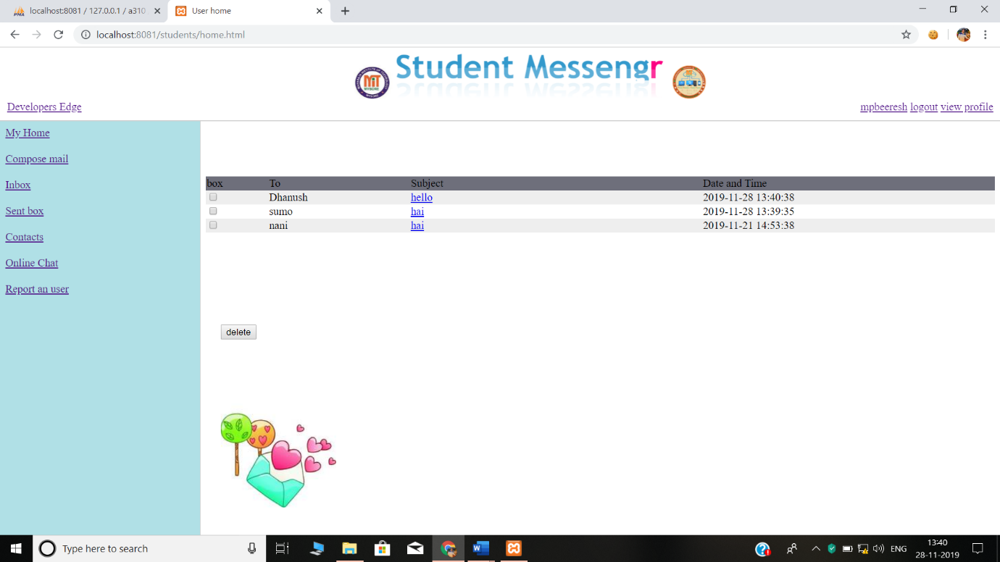 localhost:8081 / 127.0.0.1 / a310
User home
localhost:8081/students/home.html
Student Messengr
MIT
MYSORE
Developers Edge
mpbeeresh logout view profile
My Home
Compose mail
Inbox
Sent box
Contacts
Online Chat
Report an user
box To Subject Date and Time
Dhanush hello 2019-11-28 13:40:38
sumo hai 2019-11-28 13:39:35
nani hai 2019-11-21 14:53:38
delete
Type here to search
ENG
13:40
28-11-2019